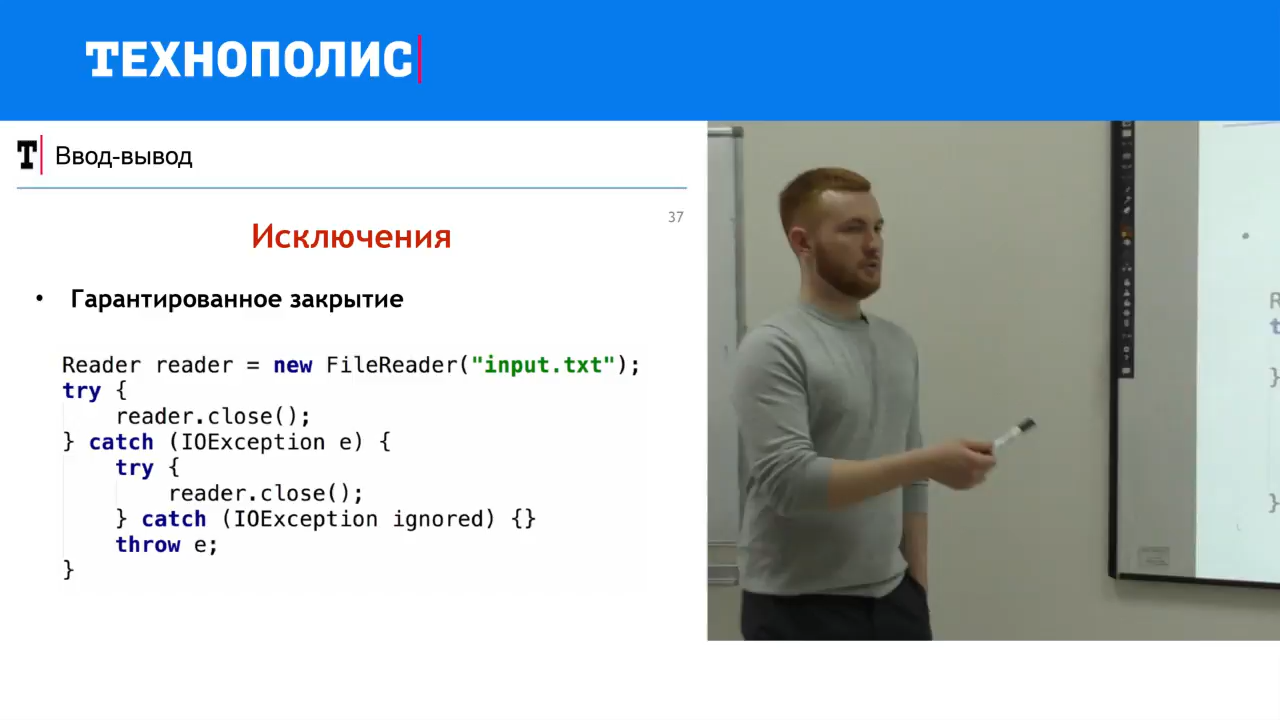 ТЕХНОПОЛИС
Т Ввод-вывод
37
Исключения
• Гарантированное закрытие
Reader reader = new FileReader("input.txt");
try {
    reader.close();
} catch (IOException e) {
    try {
        reader.close();
    } catch (IOException ignored) {}
    throw e;
}
R
t
}
}